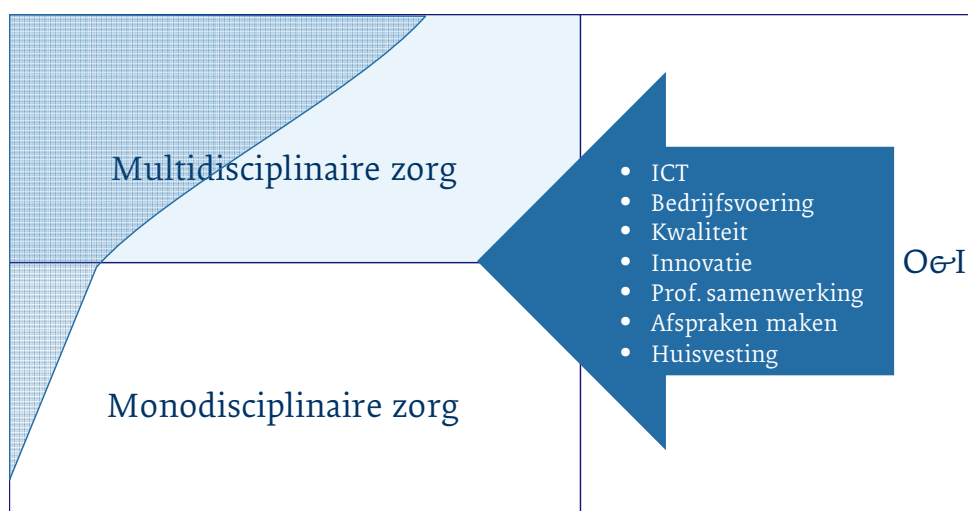 Multidisciplinaire zorg
• ICT
• Bedrijfsvoering
• Kwaliteit
• Innovatie
• Prof. samenwerking
• Afspraken maken
• Huisvesting
O&I
Monodisciplinaire zorg